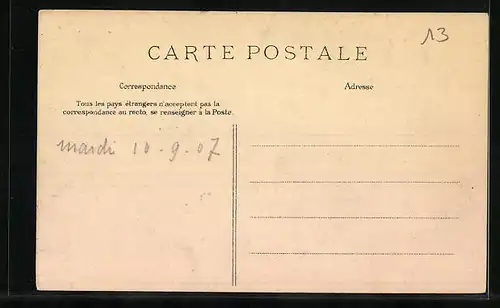 13
CARTE POSTALE
Correspondance
Adresse
Tous les pays étrangers n'acceptent pas la
correspondance au recto, se renseigner à la Poste.
mardi 10-9-07